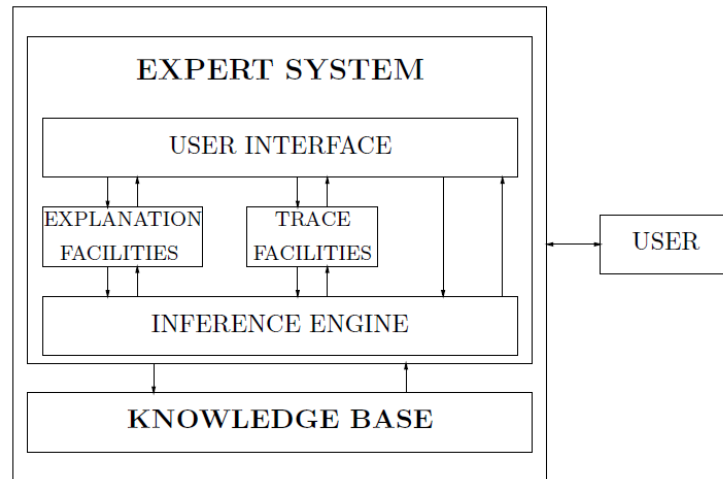 EXPERT SYSTEM
USER INTERFACE
EXPLANATION
FACILITIES
TRACE
FACILITIES
USER
INFERENCE ENGINE
KNOWLEDGE BASE